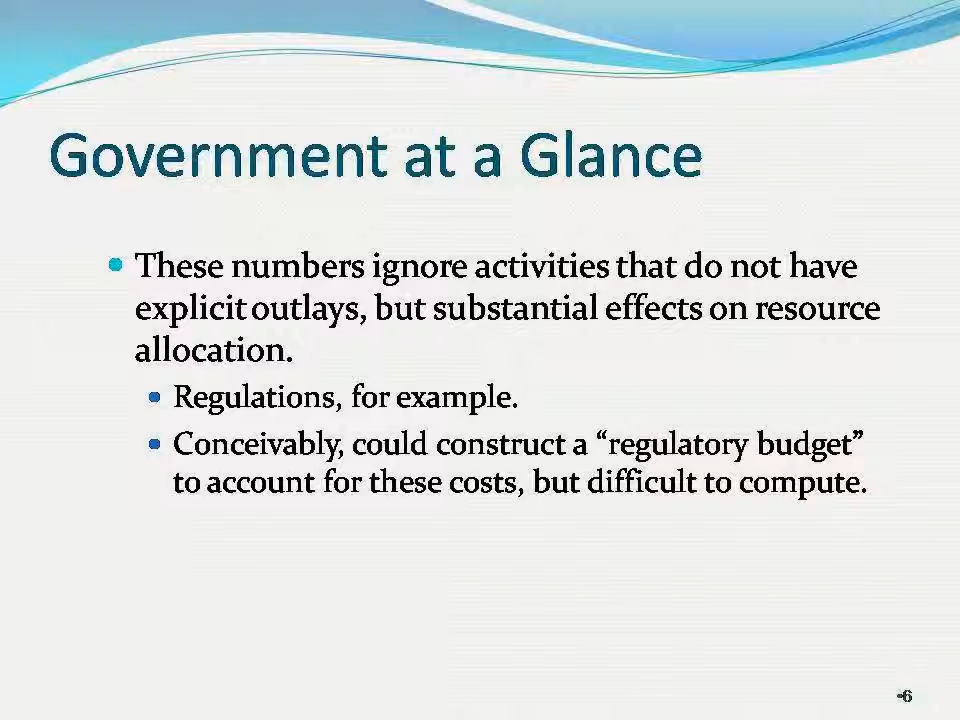 Government at a Glance
• These numbers ignore activities that do not have
explicit outlays, but substantial effects on resource
allocation.
• Regulations, for example.
• Conceivably, could construct a “regulatory budget”
to account for these costs, but difficult to compute.
•6